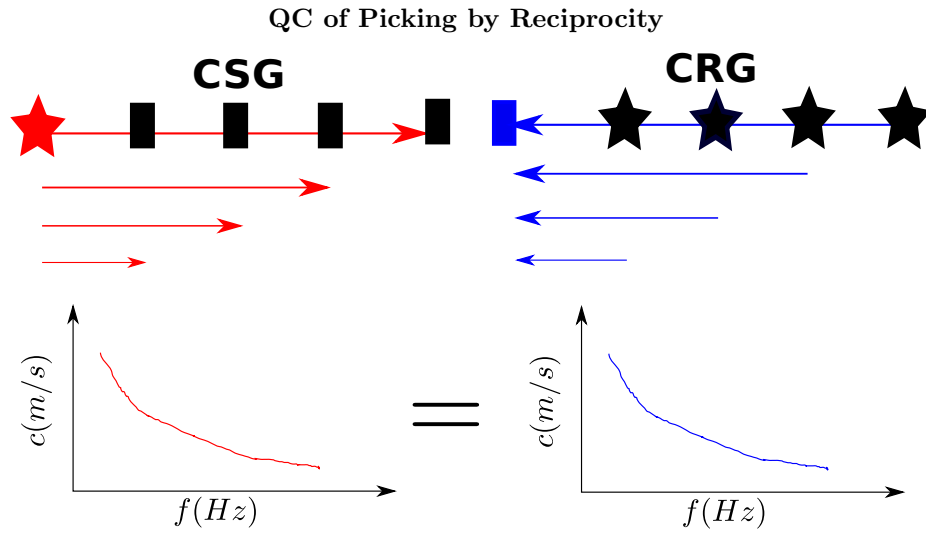 QC of Picking by Reciprocity
CSG
CRG
c(m/s)
f(Hz)
c(m/s)
f(Hz)